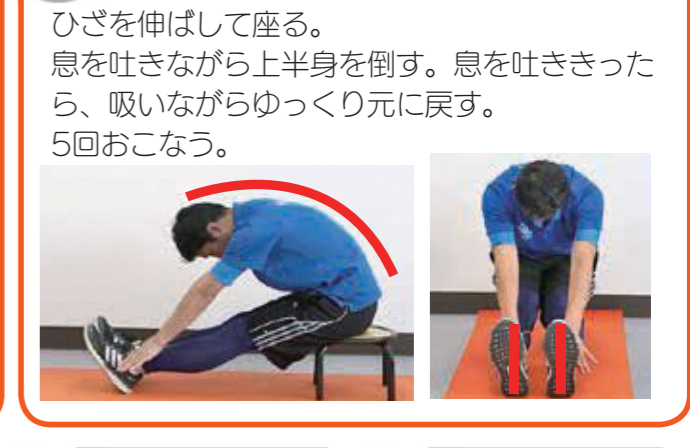 ひざを伸ばして座る。
息を吐きながら上半身を倒す。息を吐ききった
ら、吸いながらゆっくり元に戻す。
5回おこなう。